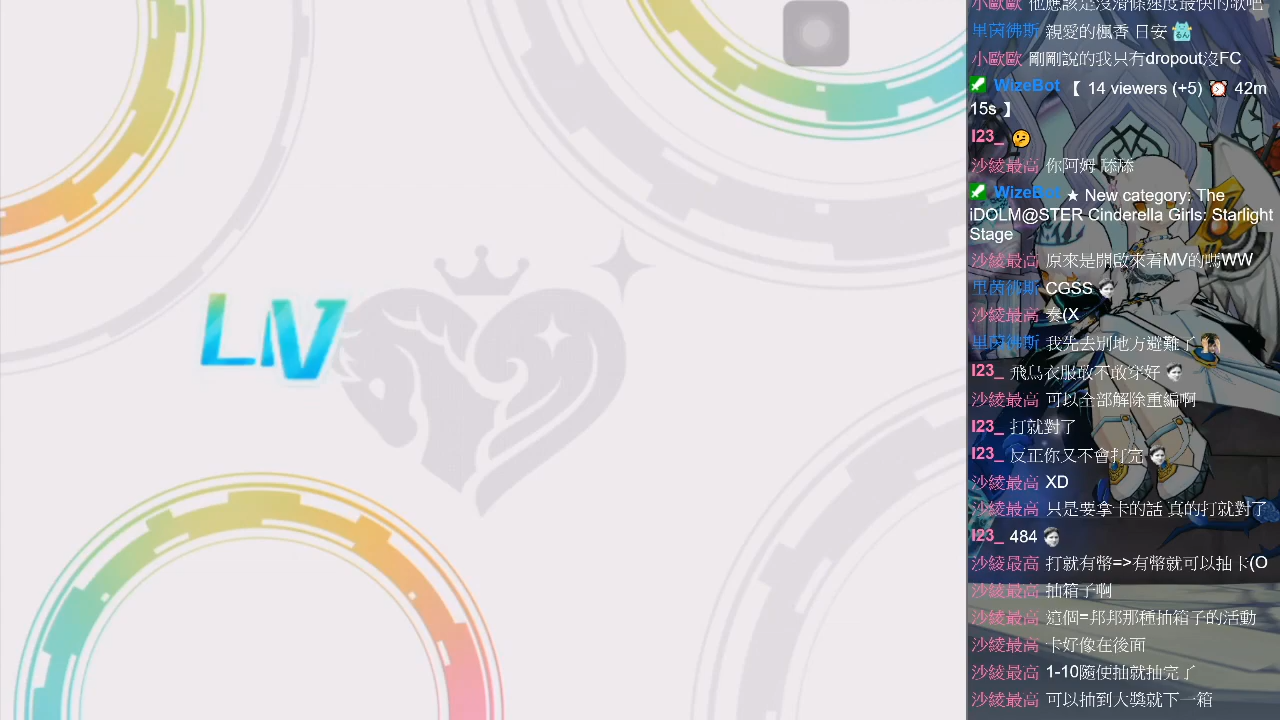 小歐歐 他應該是沒滑條速度最快的歌吧
里茵彿斯 親愛的楓香 日安
小歐歐 剛剛說的我只有dropout沒FC
WizeBot 【 14 viewers (+5) ⏰ 42m
15s 】
I23_ 🤔
沙綾最高 你阿姆 舔舔
WizeBot ★ New category: The
iDOLM@STER Cinderella Girls: Starlight
Stage
沙綾最高 原來是開啟來看MV的嗎WW
里茵彿斯 CGSS
沙綾最高 奏(X
里茵彿斯 我先去別地方避難了
I23_ 飛鳥衣服敢不敢穿好
沙綾最高 可以全部解除重編啊
I23_ 打就對了
I23_ 反正你又不會打完
沙綾最高 XD
沙綾最高 只是要拿卡的話 真的打就對了
I23_ 484
沙綾最高 打就有幣=>有幣就可以抽卡(O
沙綾最高 抽箱子啊
沙綾最高 這個=邦邦那種抽箱子的活動
沙綾最高 卡好像在後面
沙綾最高 1-10隨便抽就抽完了
沙綾最高 可以抽到大獎就下一箱
LIV